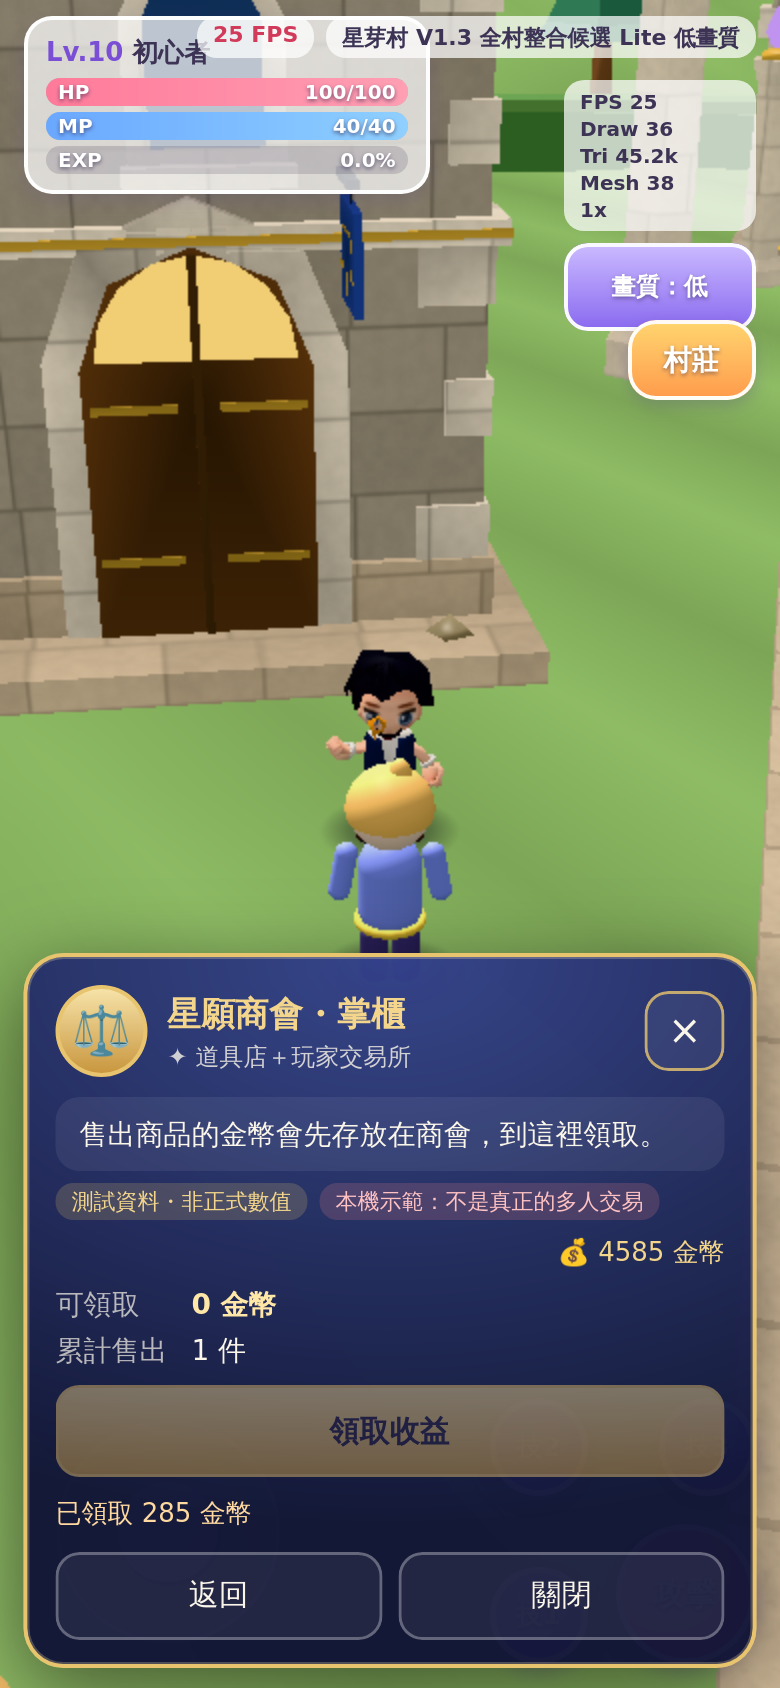 Lv.10 初心者
25 FPS
星芽村 V1.3 全村整合候選 Lite 低畫質
HP 100/100
MP 40/40
EXP 0.0%
FPS 25
Draw 36
Tri 45.2k
Mesh 38
1x
畫質：低
村莊
星願商會・掌櫃
✦ 道具店＋玩家交易所
×
售出商品的金幣會先存放在商會，到這裡領取。
測試資料・非正式數值
本機示範：不是真正的多人交易
4585 金幣
可領取 0 金幣
累計售出 1 件
領取收益
已領取 285 金幣
返回
關閉